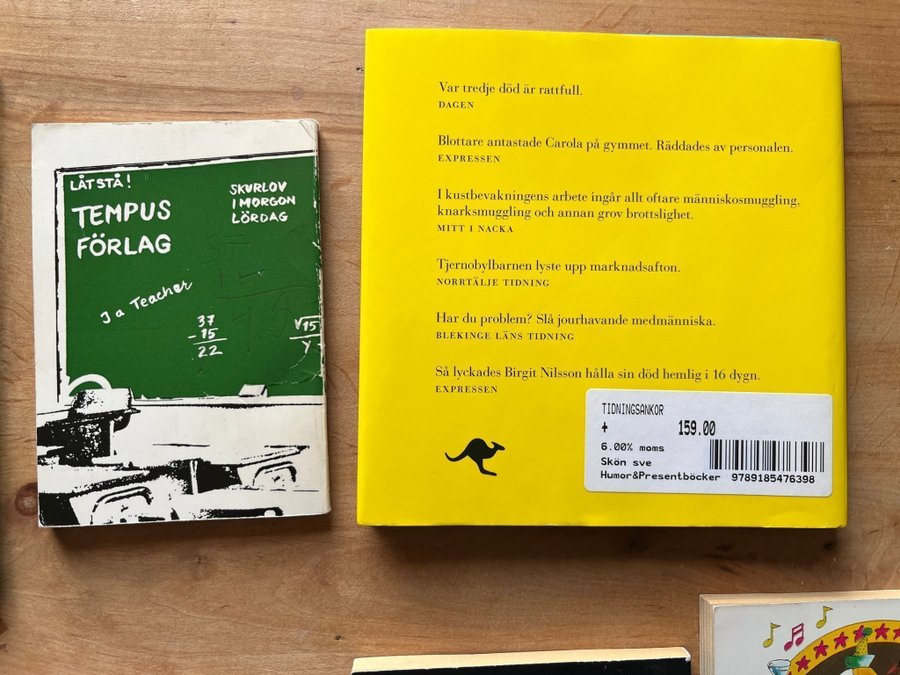 LÅT STÅ!
TEMPUS
FÖRLAG
SKURLOV
I MORGON
LÖRDAG
J a Teacher
37
-15
22
√15
Y
Var tredje död är rattfull.
DAGEN
Blottare antastade Carola på gymmet. Räddades av personalen.
EXPRESSEN
I kustbevakningens arbete ingår allt oftare människosmuggling,
knarksmuggling och annan grov brottslighet.
MITT I NACKA
Tjernobylbarnen lyste upp marknadsafton.
NORRTÄLJE TIDNING
Har du problem? Slå jourhavande medmänniska.
BLEKINGE LÄNS TIDNING
Så lyckades Birgit Nilsson hålla sin död hemlig i 16 dygn.
EXPRESSEN
TIDNINGSANKOR
+ 159.00
6.00% moms
Skön sve
Humor&Presentböcker 9789185476398